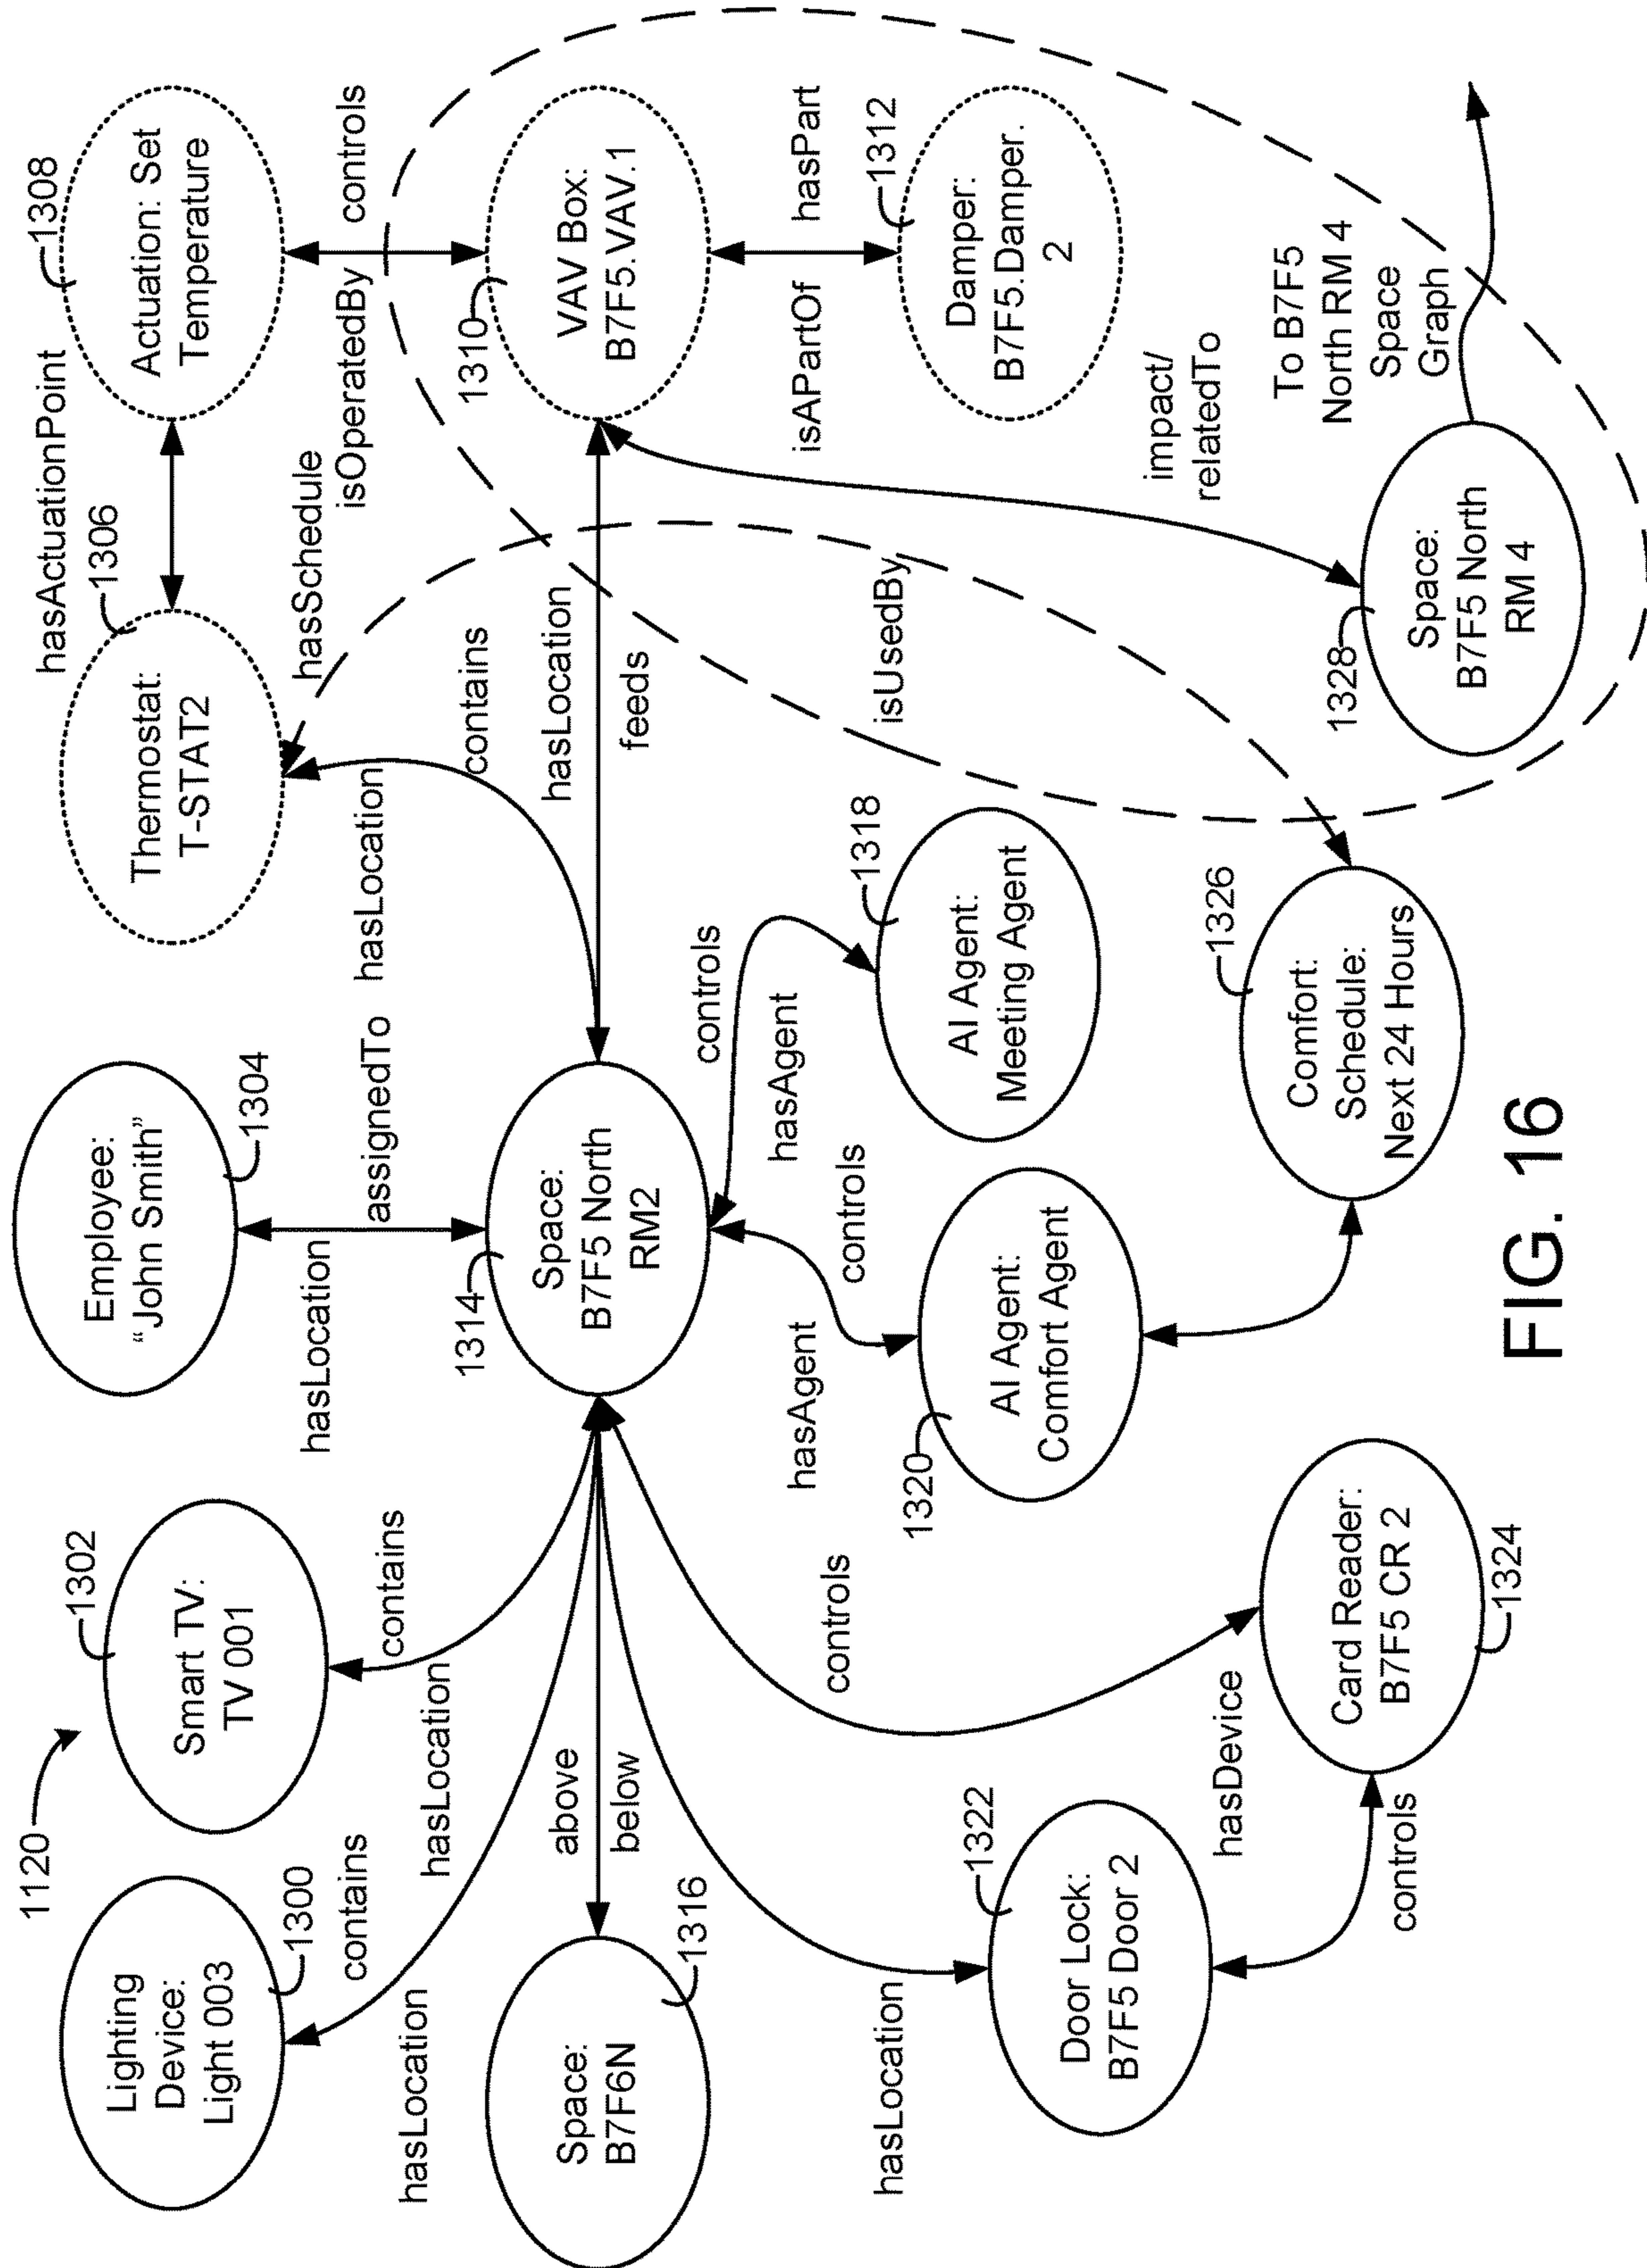 1120
Lighting
Device:
Light 003
1300
contains
hasLocation
Smart TV:
TV 001
1302
contains
hasLocation
Employee:
“John Smith”
1304
hasLocation
assignedTo
Thermostat:
T-STAT2
1306
hasActuationPoint
Actuation: Set
Temperature
1308
hasLocation
contains
hasSchedule
isOperatedBy
controls
Space:
B7F6N
1316
above
below
1314
Space:
B7F5 North
RM2
hasLocation
feeds
1310
VAV Box:
B7F5.VAV.1
isAPartOf
hasPart
Damper:
B7F5.Damper.
2
1312
hasLocation
Door Lock:
B7F5 Door 2
1322
controls
hasDevice
Card Reader:
B7F5 CR 2
1324
controls
hasAgent
controls
1320
AI Agent:
Comfort Agent
controls
hasAgent
AI Agent:
Meeting Agent
1318
isUsedBy
Comfort:
Schedule:
Next 24 Hours
1326
impact/
relatedTo
1328
Space:
B7F5 North
RM 4
To B7F5
North RM 4
Space
Graph
FIG. 16